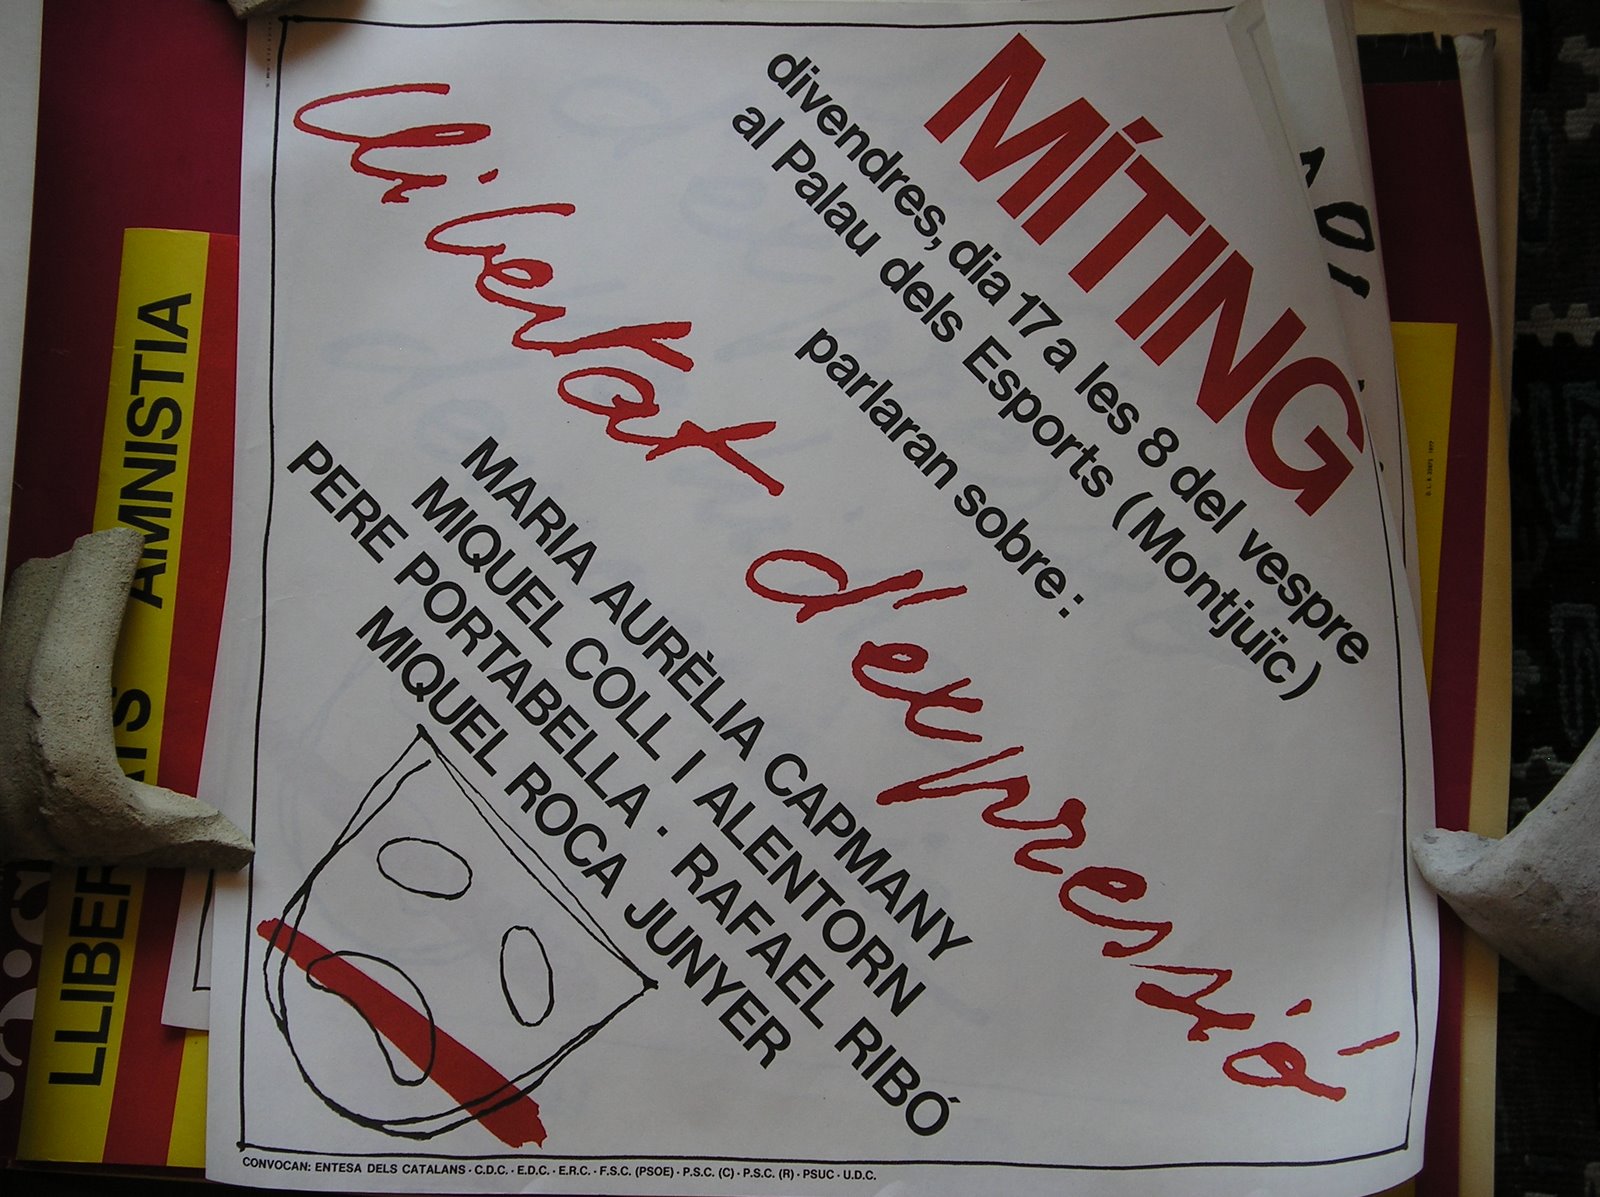 MÍTING
divendres, dia 17 a les 8 del vespre
al Palau dels Esports (Montjuïc)
parlaran sobre:
llibertat d'expressió
MARIA AURÈLIA CAPMANY
MIQUEL COLL I ALENTORN
PERE PORTABELLA · RAFAEL RIBÓ
MIQUEL ROCA JUNYER
CONVOCAN: ENTESA DELS CATALANS · C.D.C. · E.D.C. · E.R.C. · F.S.C. (PSOE) · P.S.C. (C) · P.S.C. (R) · PSUC · U.D.C.
LLIBER TS AMNISTIA